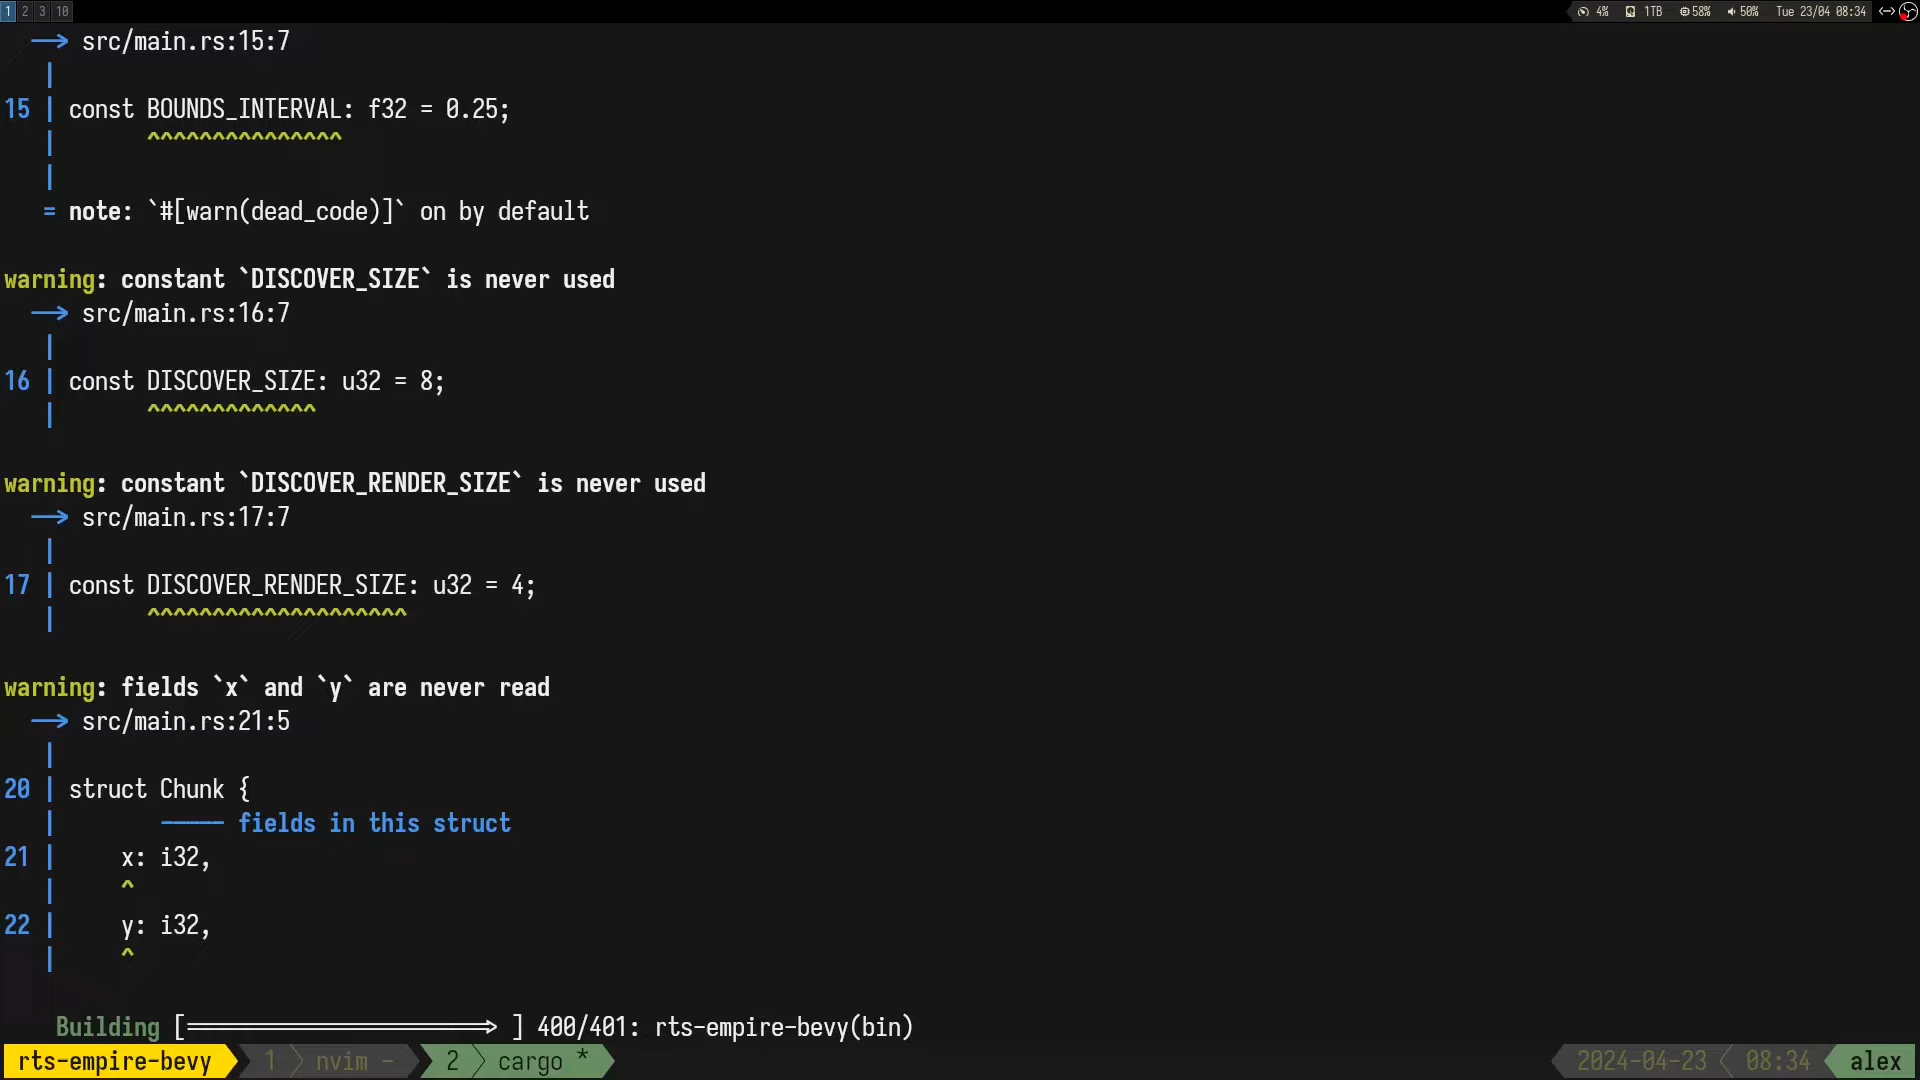 1 2 3 10 4% 1TB 58% 50% Tue 23/04 08:34
--> src/main.rs:15:7
|
15 | const BOUNDS_INTERVAL: f32 = 0.25;
| ^^^^^^^^^^^^^^^
|
= note: `#[warn(dead_code)]` on by default
warning: constant `DISCOVER_SIZE` is never used
--> src/main.rs:16:7
|
16 | const DISCOVER_SIZE: u32 = 8;
| ^^^^^^^^^^^^^
warning: constant `DISCOVER_RENDER_SIZE` is never used
--> src/main.rs:17:7
|
17 | const DISCOVER_RENDER_SIZE: u32 = 4;
| ^^^^^^^^^^^^^^^^^^^^
warning: fields `x` and `y` are never read
--> src/main.rs:21:5
|
20 | struct Chunk {
| ----- fields in this struct
21 | x: i32,
| ^
22 | y: i32,
| ^
Building [=======================> ] 400/401: rts-empire-bevy(bin)
rts-empire-bevy 1 nvim - 2 cargo * 2024-04-23 08:34 alex